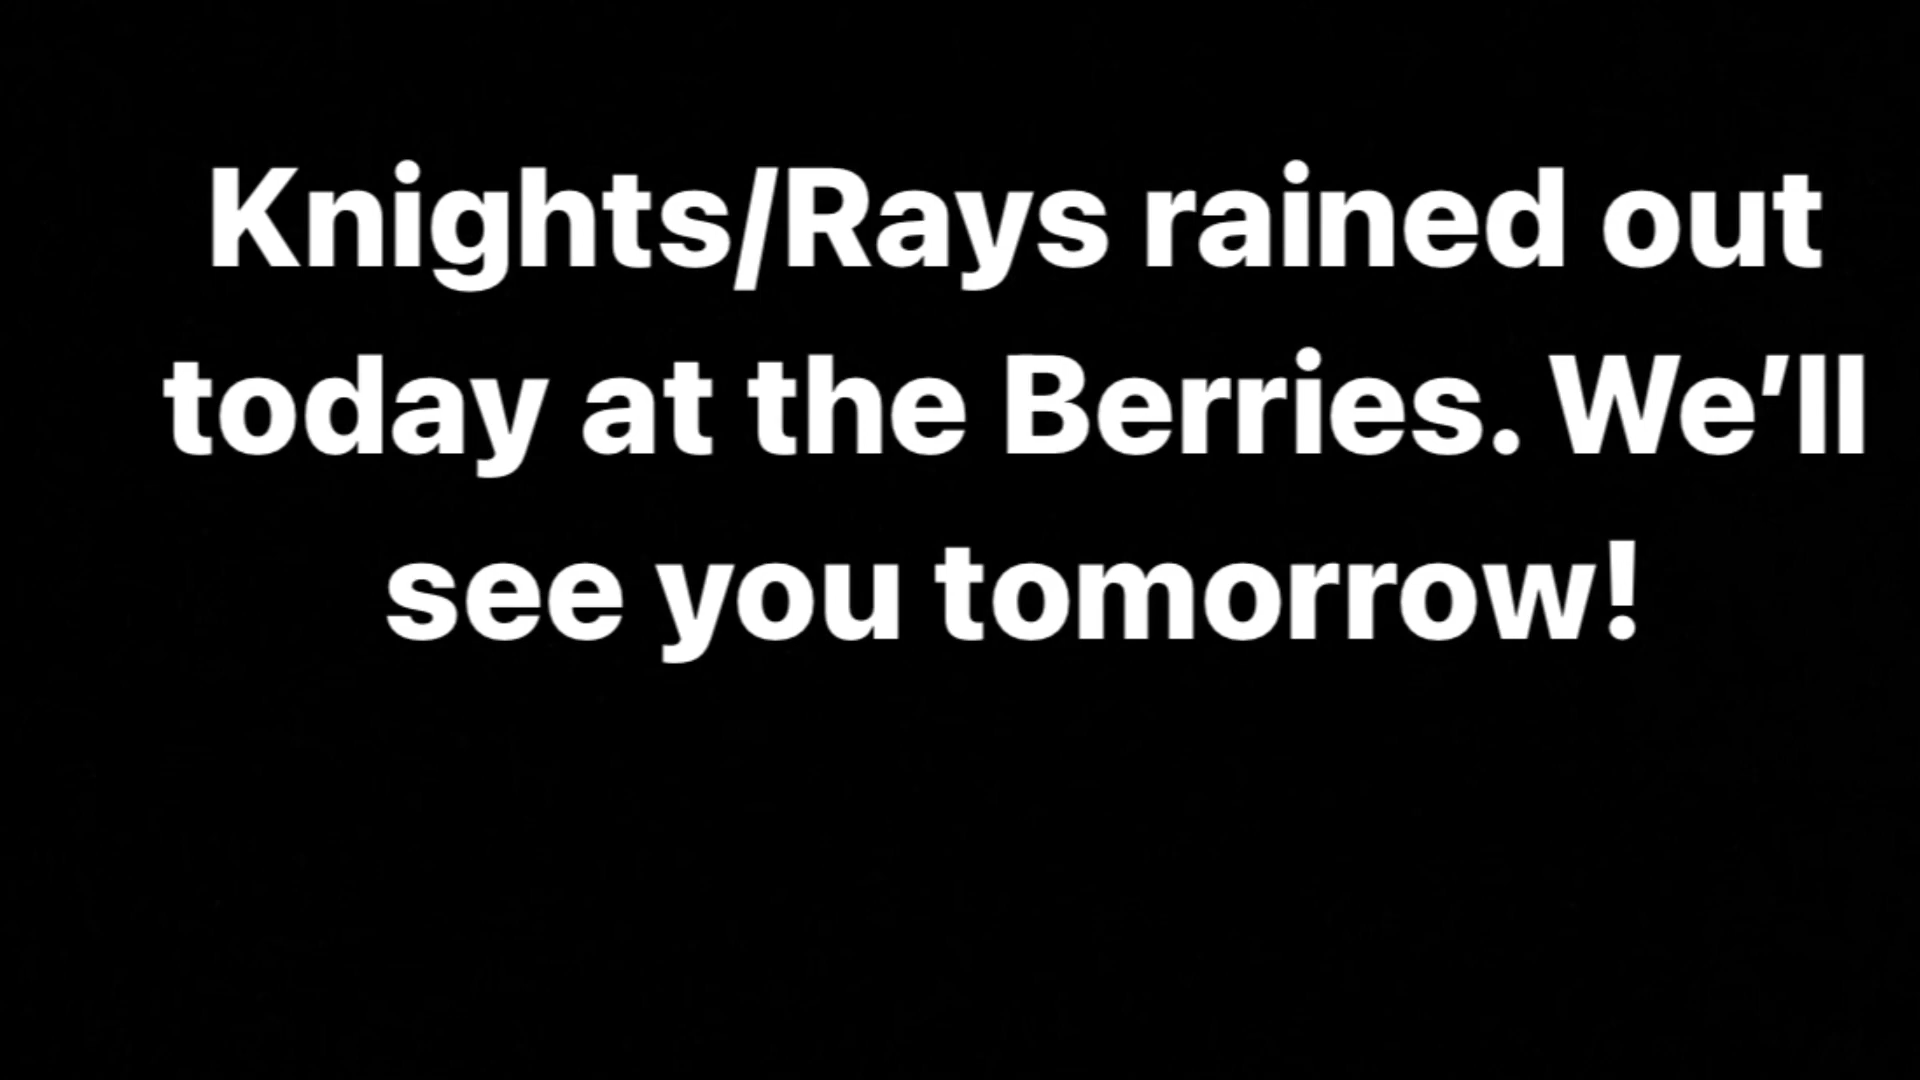 Knights/Rays rained out
today at the Berries. We’ll
see you tomorrow!